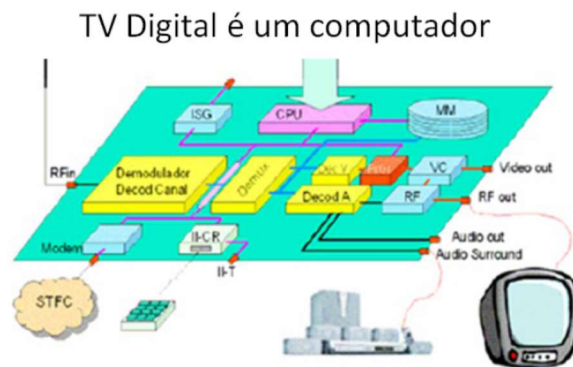 TV Digital é um computador
ISG
CPU
MM
RFin
Demodulador
Decod Canal
Demux
Dec V
VC
Video out
Decod A
RF
RF out
Modem
II-CR
II-T
Audio out
Audio Surround
STFC